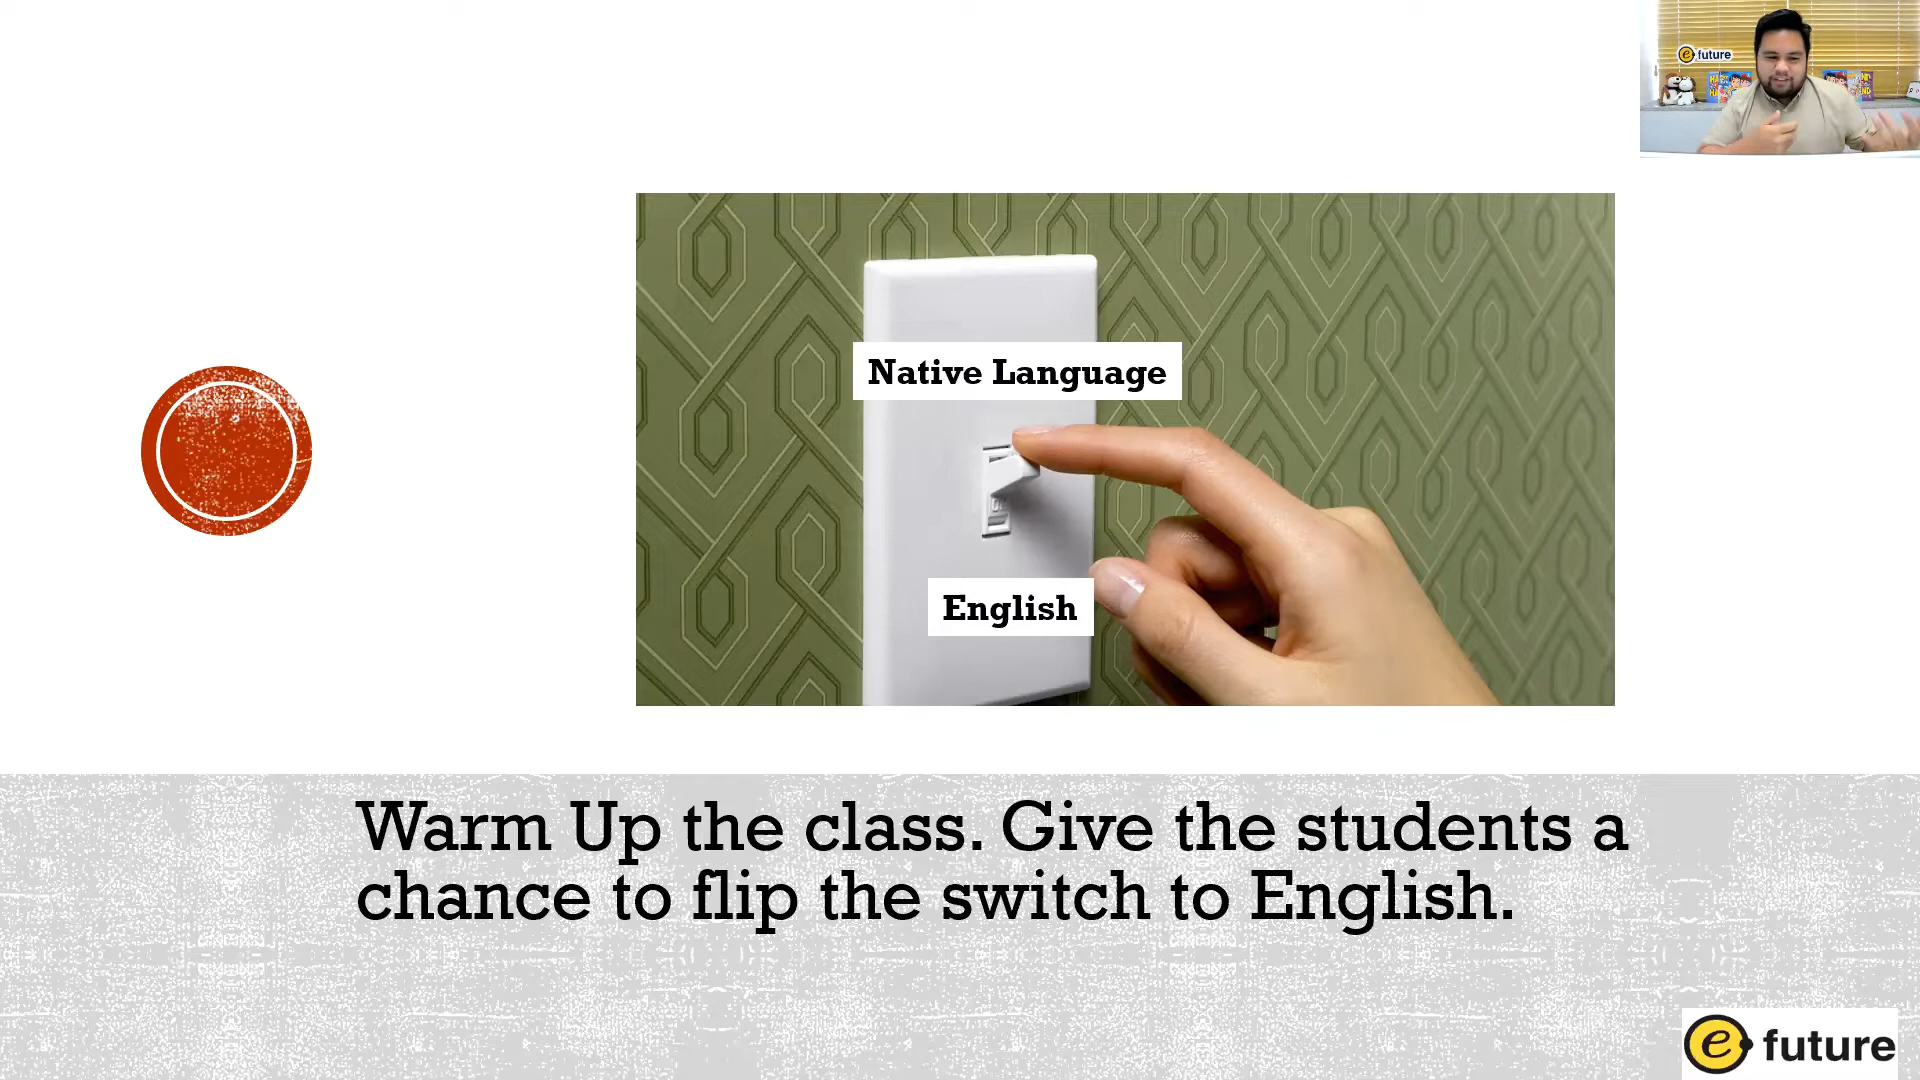 future
Native Language
English
Warm Up the class. Give the students a
chance to flip the switch to English.
e future